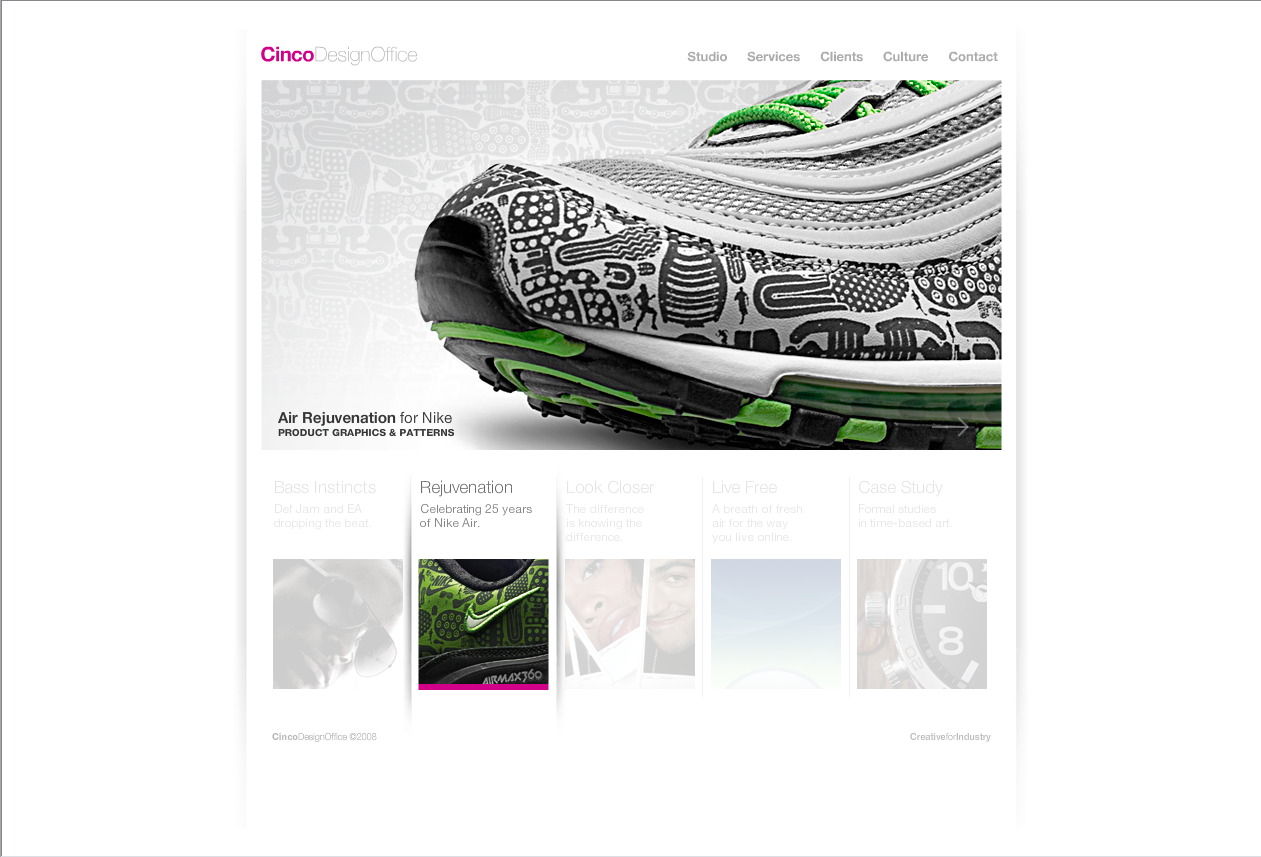 CincoDesignOffice
Studio Services Clients Culture Contact
Air Rejuvenation for Nike
PRODUCT GRAPHICS & PATTERNS
Bass Instincts
Def Jam and EA
dropping the beat.
Rejuvenation
Celebrating 25 years
of Nike Air.
Look Closer
The difference
is knowing the
difference.
Live Free
A breath of fresh
air for the way
you live online.
Case Study
Formal studies
in time-based art.
NIKE
AIRMAX360
10
8
CincoDesignOffice ©2008
CreativeforIndustry